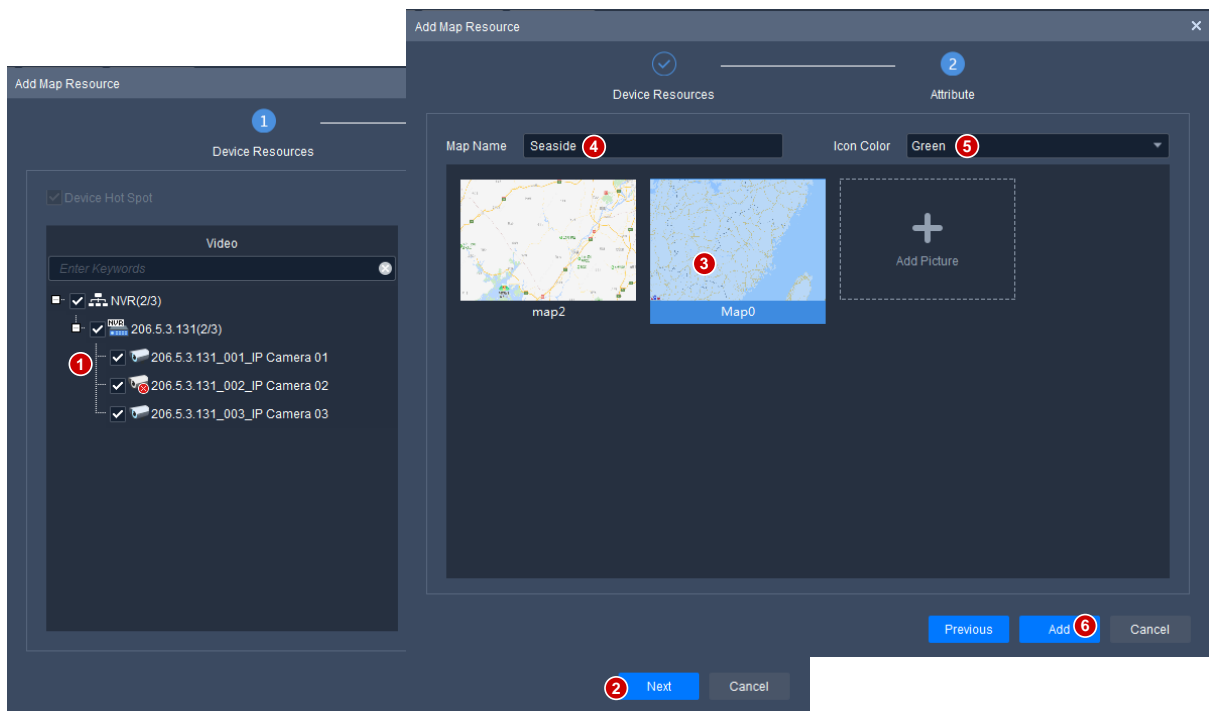 Add Map Resource
1
Device Resources
Device Hot Spot
Video
Enter Keywords
NVR(2/3)
NVR
206.5.3.131(2/3)
1
206.5.3.131_001_IP Camera 01
206.5.3.131_002_IP Camera 02
206.5.3.131_003_IP Camera 03
2
Next
Cancel
Add Map Resource
2
Device Resources
Attribute
Map Name
Seaside
4
Icon Color
Green
5
3
Add Picture
map2
Map0
Previous
Add
6
Cancel